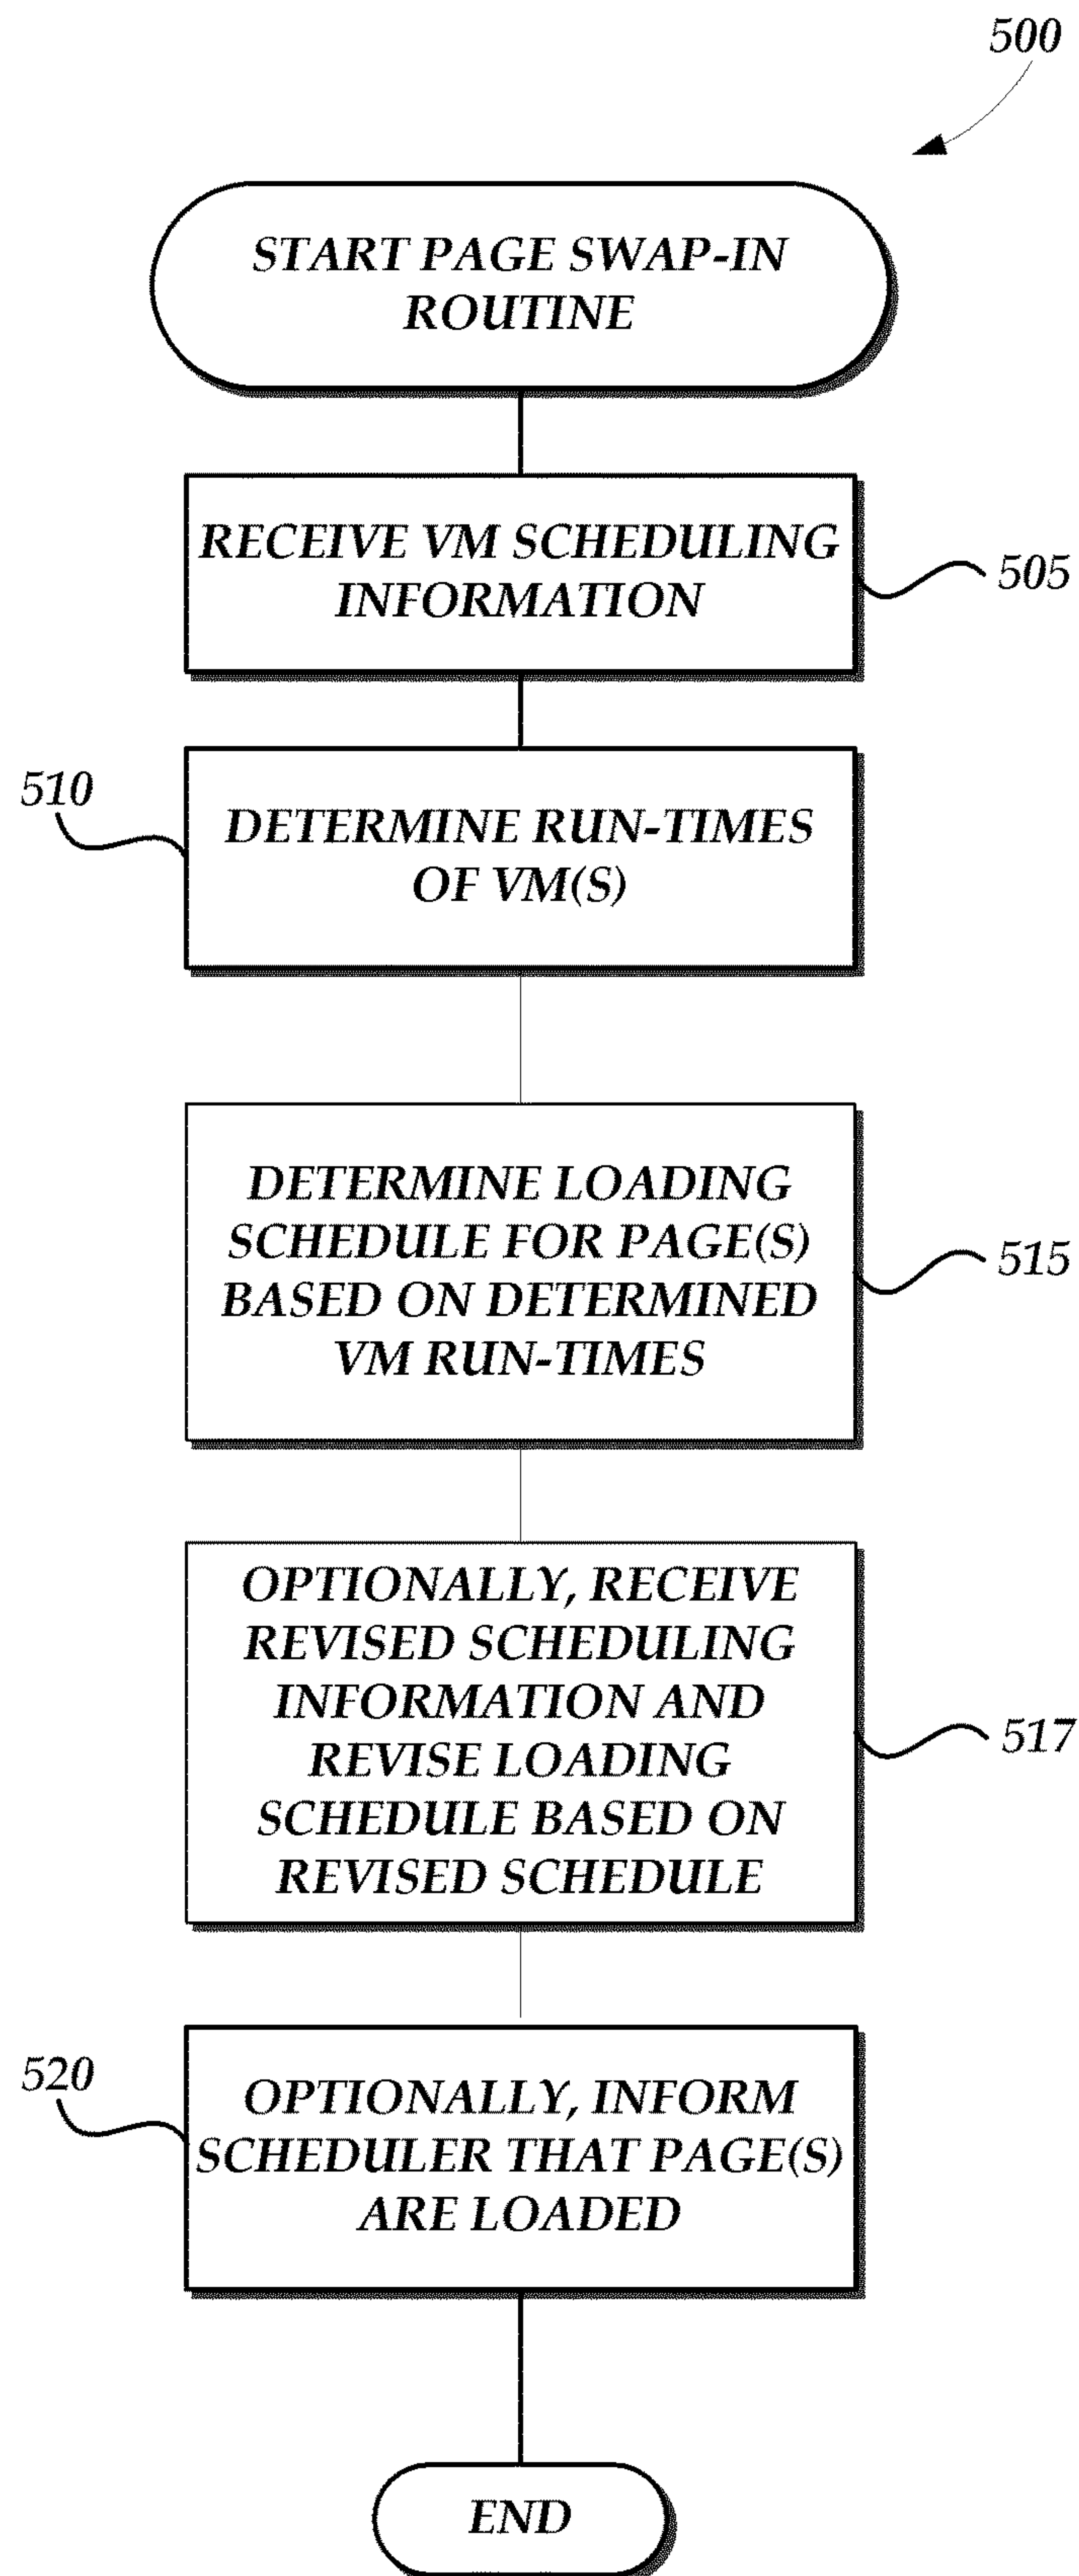 500
START PAGE SWAP-IN
ROUTINE
RECEIVE VM SCHEDULING
INFORMATION
505
510
DETERMINE RUN-TIMES
OF VM(S)
DETERMINE LOADING
SCHEDULE FOR PAGE(S)
BASED ON DETERMINED
VM RUN-TIMES
515
OPTIONALLY, RECEIVE
REVISED SCHEDULING
INFORMATION AND
REVISE LOADING
SCHEDULE BASED ON
REVISED SCHEDULE
517
520
OPTIONALLY, INFORM
SCHEDULER THAT PAGE(S)
ARE LOADED
END